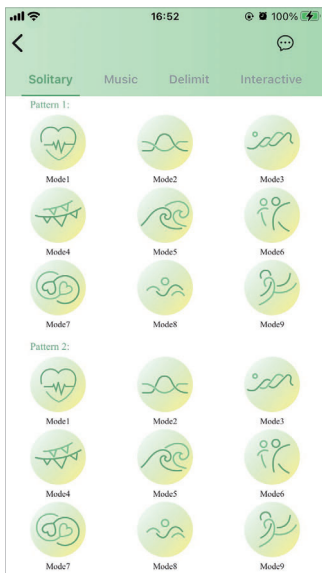 16:52
100%
Solitary Music Delimit Interactive
Pattern 1:
Mode1 Mode2 Mode3
Mode4 Mode5 Mode6
Mode7 Mode8 Mode9
Pattern 2:
Mode1 Mode2 Mode3
Mode4 Mode5 Mode6
Mode7 Mode8 Mode9